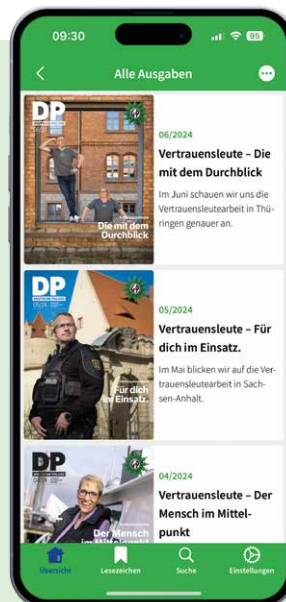 09:30
95
Alle Ausgaben
DP
Die mit dem
Durchblick
06/2024
Vertrauensleute – Die
mit dem Durchblick
Im Juni schauen wir uns die
Vertrauensleutearbeit in Thü-
ringen genauer an.
DP
Für dich
im Einsatz.
05/2024
Vertrauensleute – Für
dich im Einsatz.
Im Mai blicken wir auf die Ver-
trauensleutearbeit in Sach-
sen-Anhalt.
DP
Der Mensch
im Mittelpunkt
04/2024
Vertrauensleute – Der
Mensch im Mittel-
punkt
Übersicht
Lesezeichen
Suche
Einstellungen